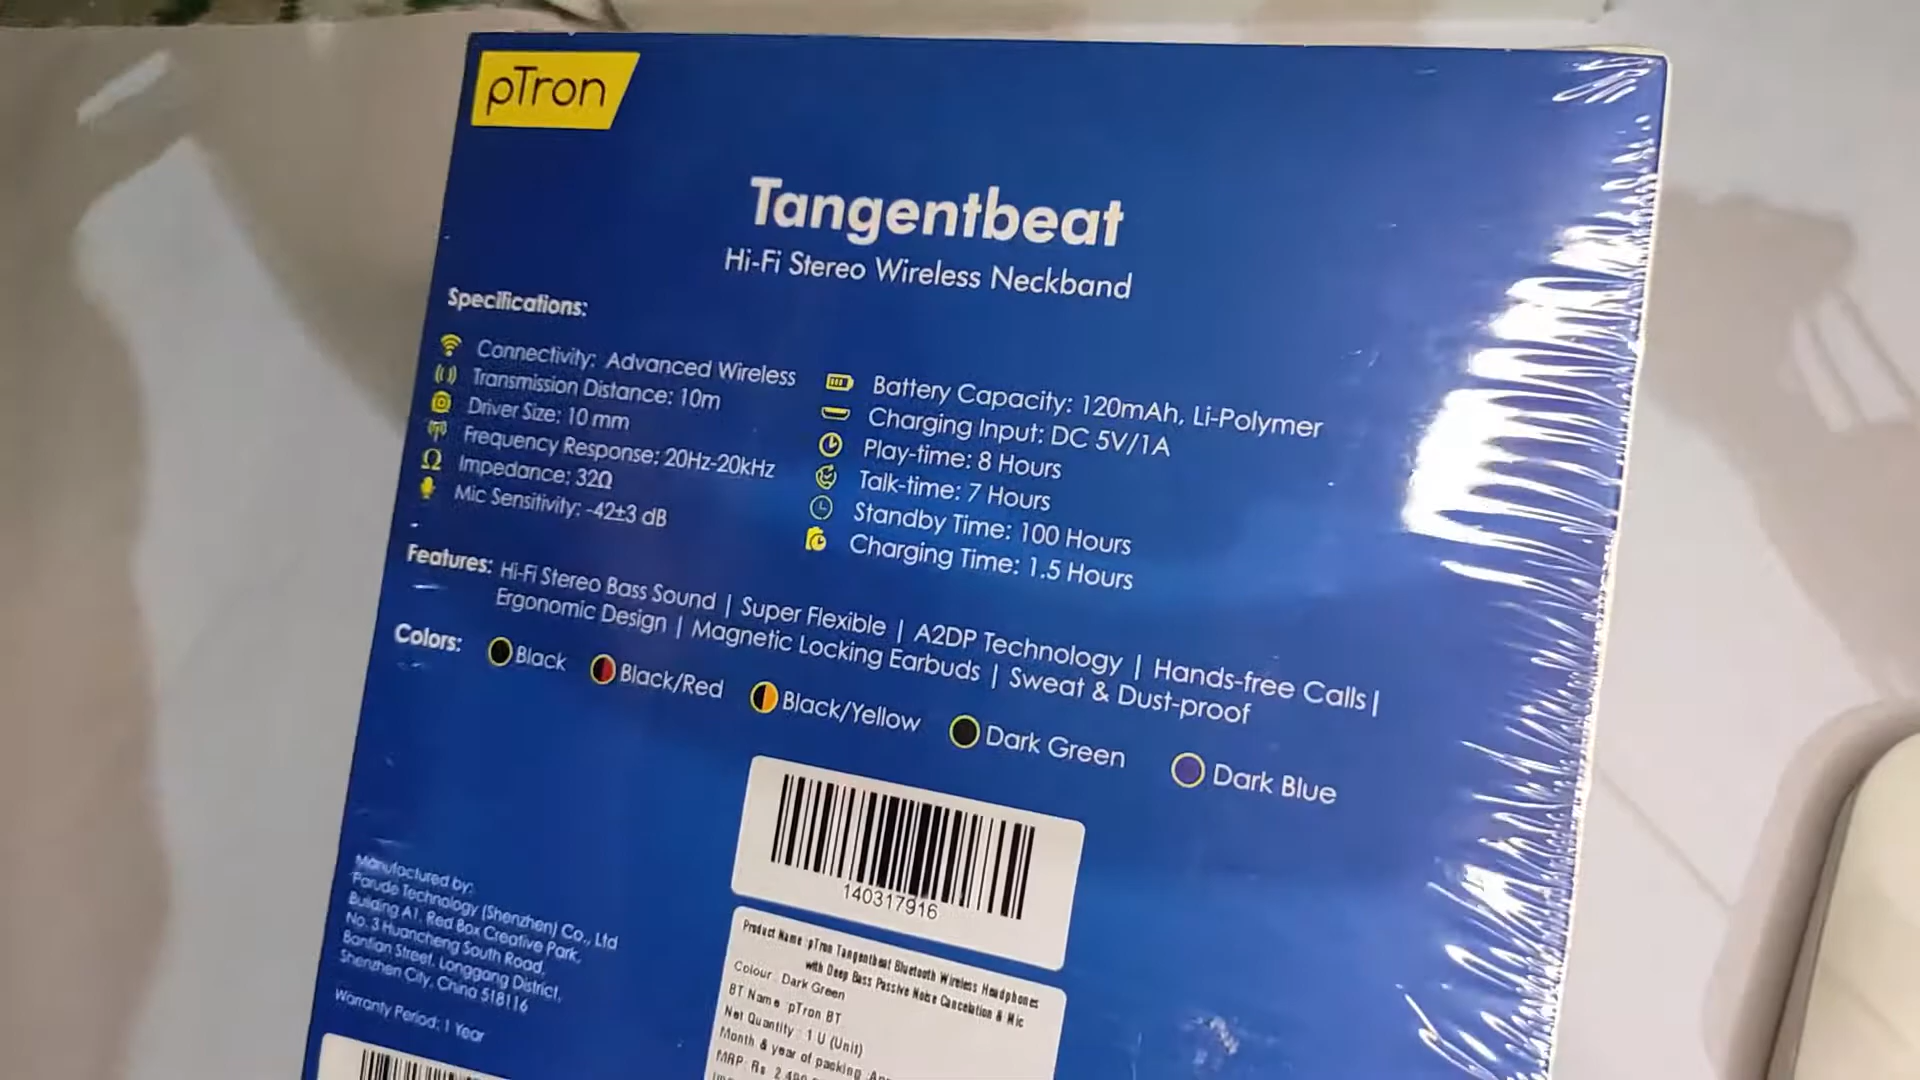 pTron
Tangentbeat
Hi-Fi Stereo Wireless Neckband
Specifications:
Connectivity: Advanced Wireless
Transmission Distance: 10m
Driver Size: 10 mm
Frequency Response: 20Hz-20kHz
Impedance: 32Ω
Mic Sensitivity: -42±3 dB
Battery Capacity: 120mAh, Li-Polymer
Charging Input: DC 5V/1A
Play-time: 8 Hours
Talk-time: 7 Hours
Standby Time: 100 Hours
Charging Time: 1.5 Hours
Features: Hi-Fi Stereo Bass Sound | Super Flexible | A2DP Technology | Hands-free Calls |
Ergonomic Design | Magnetic Locking Earbuds | Sweat & Dust-proof
Colors: Black Black/Red Black/Yellow Dark Green Dark Blue
140317916
Manufactured by:
Parude Technology (Shenzhen) Co., Ltd
Building A1, Red Box Creative Park,
No. 3 Huancheng South Road,
Bantian Street, Longgang District,
Shenzhen City, China 518116
Warranty Period: 1 Year
Product Name : pTron Tangentbeat Bluetooth Wireless Headphones
with Deep Bass Passive Noise Cancelation & Mic
Colour : Dark Green
BT Name : pTron BT
Net Quantity : 1 U (Unit)
Month & year of packing
MRP Rs